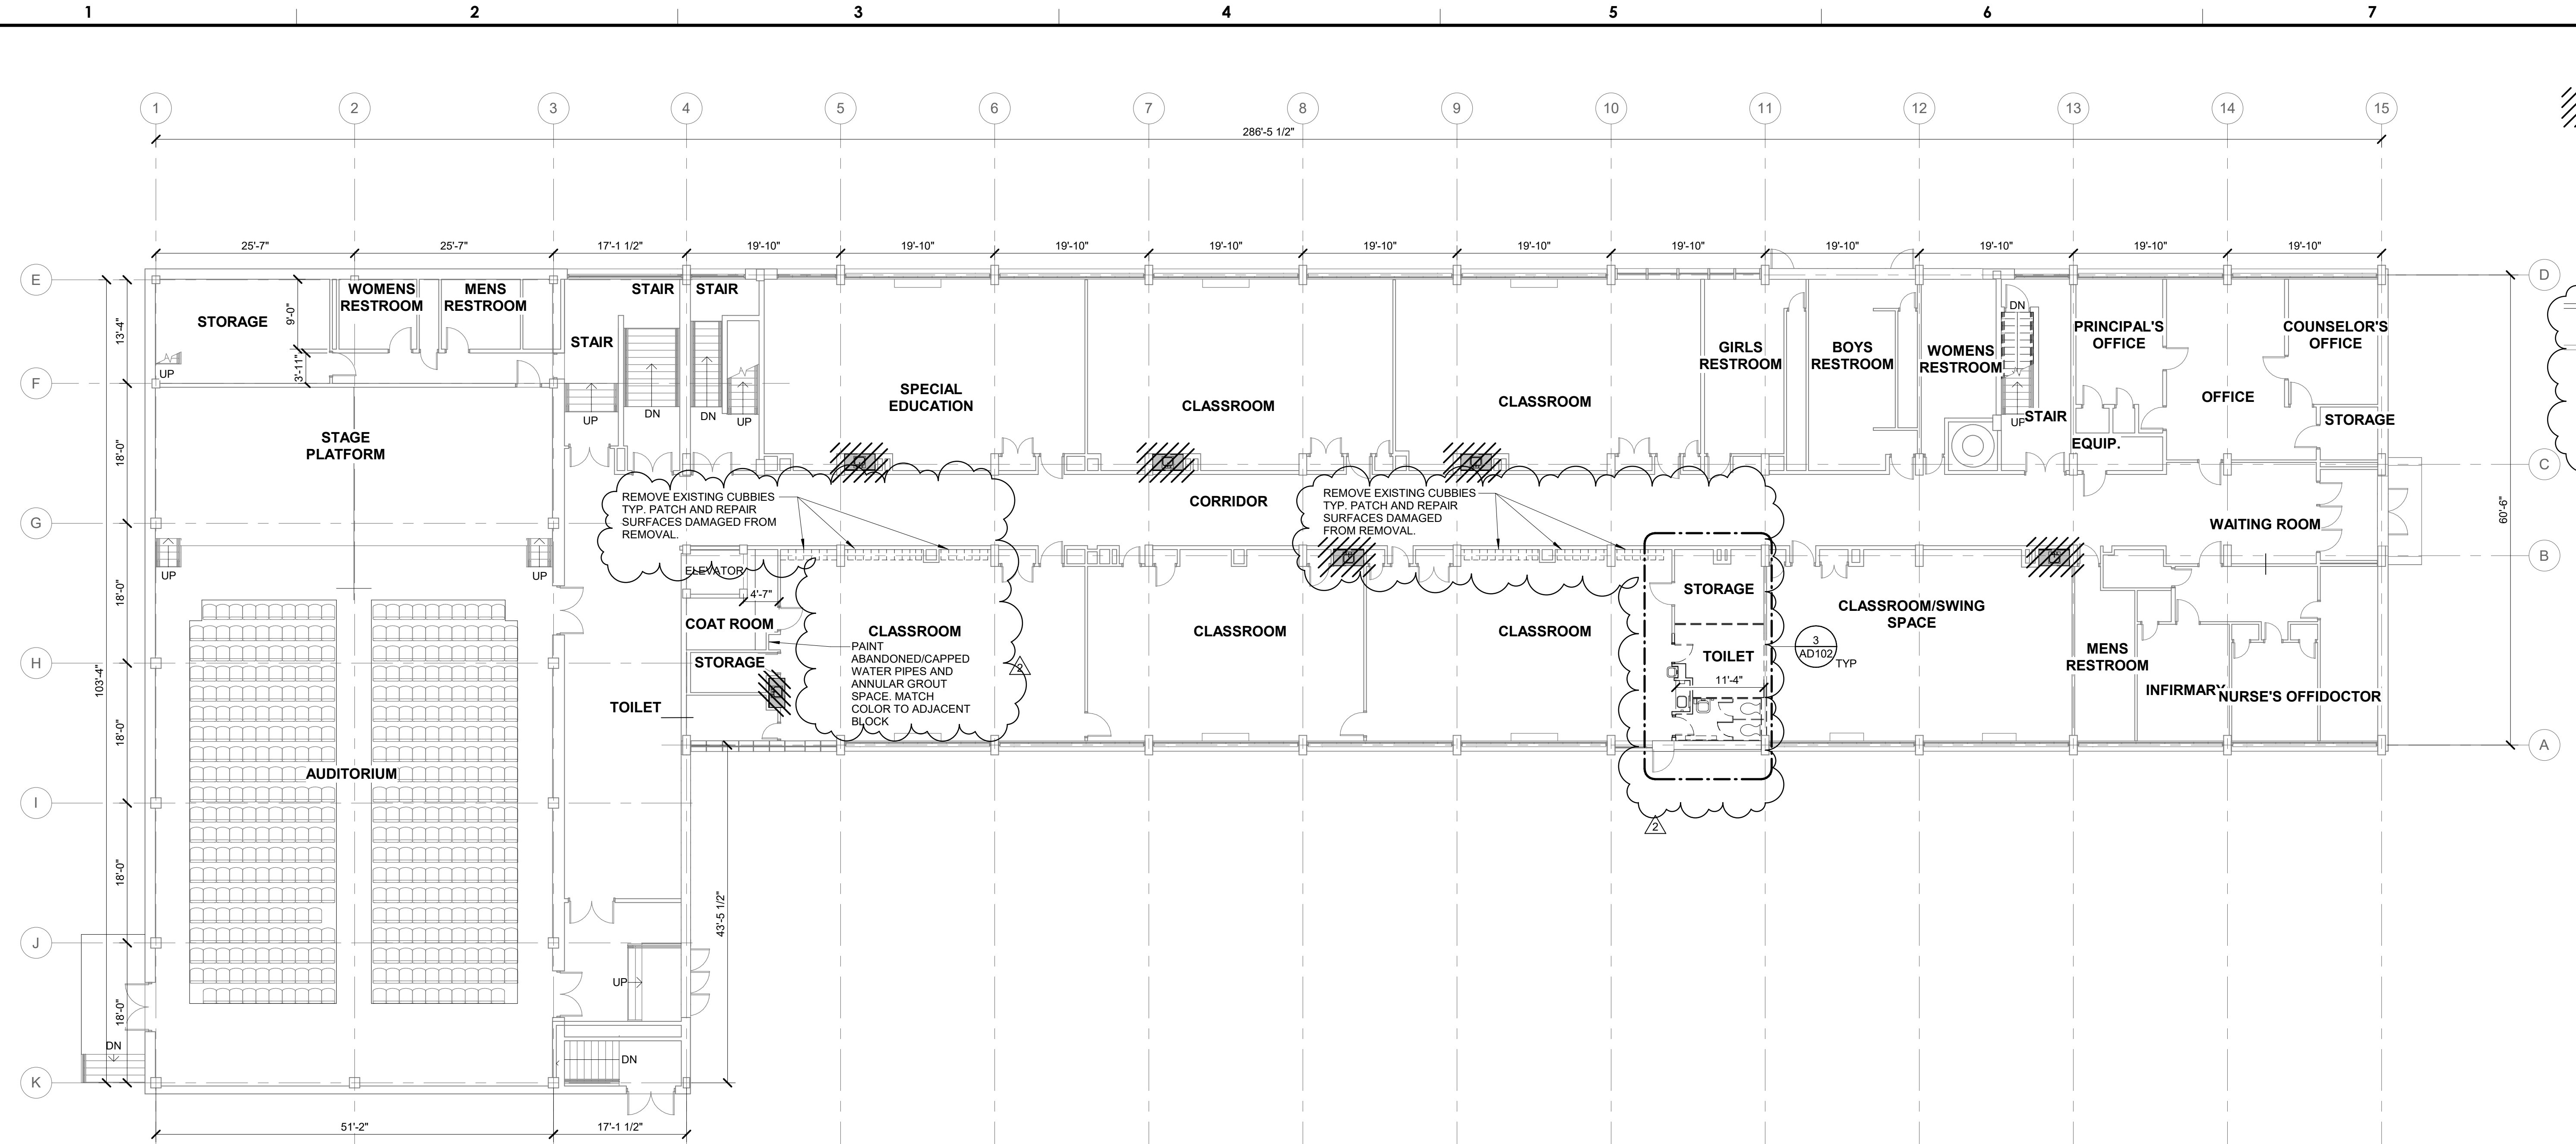 1 2 3 4 5 6 7
1 2 3 4 5 6 7 8 9 10 11 12 13 14 15
286'-5 1/2"
25'-7" 25'-7" 17'-1 1/2" 19'-10" 19'-10" 19'-10" 19'-10" 19'-10" 19'-10" 19'-10" 19'-10" 19'-10" 19'-10" 19'-10"
E
D
WOMENS
RESTROOM
MENS
RESTROOM
STAIR
STAIR
STORAGE
9'-0"
13'-4"
STAIR
3'-11"
UP
F
UP
DN
DN
UP
SPECIAL
EDUCATION
CLASSROOM
CLASSROOM
GIRLS
RESTROOM
BOYS
RESTROOM
WOMENS
RESTROOM
DN
UP
STAIR
PRINCIPAL'S
OFFICE
COUNSELOR'S
OFFICE
OFFICE
STORAGE
EQUIP.
STAGE
PLATFORM
18'-0"
C
G
REMOVE EXISTING CUBBIES
TYP. PATCH AND REPAIR
SURFACES DAMAGED FROM
REMOVAL.
CORRIDOR
REMOVE EXISTING CUBBIES
TYP. PATCH AND REPAIR
SURFACES DAMAGED
FROM REMOVAL.
WAITING ROOM
60'-6"
B
UP
UP
18'-0"
ELEVATOR
4'-7"
COAT ROOM
STORAGE
CLASSROOM
PAINT
ABANDONED/CAPPED
WATER PIPES AND
ANNULAR GROUT
SPACE. MATCH
COLOR TO ADJACENT
BLOCK
2
CLASSROOM
CLASSROOM
STORAGE
TOILET
11'-4"
3
AD102
TYP
CLASSROOM/SWING
SPACE
MENS
RESTROOM
INFIRMARY
NURSE'S OFFI
DOCTOR
H
103'-4"
TOILET
18'-0"
A
AUDITORIUM
I
2
18'-0"
43'-5 1/2"
J
UP
18'-0"
DN
DN
K
51'-2" 17'-1 1/2"